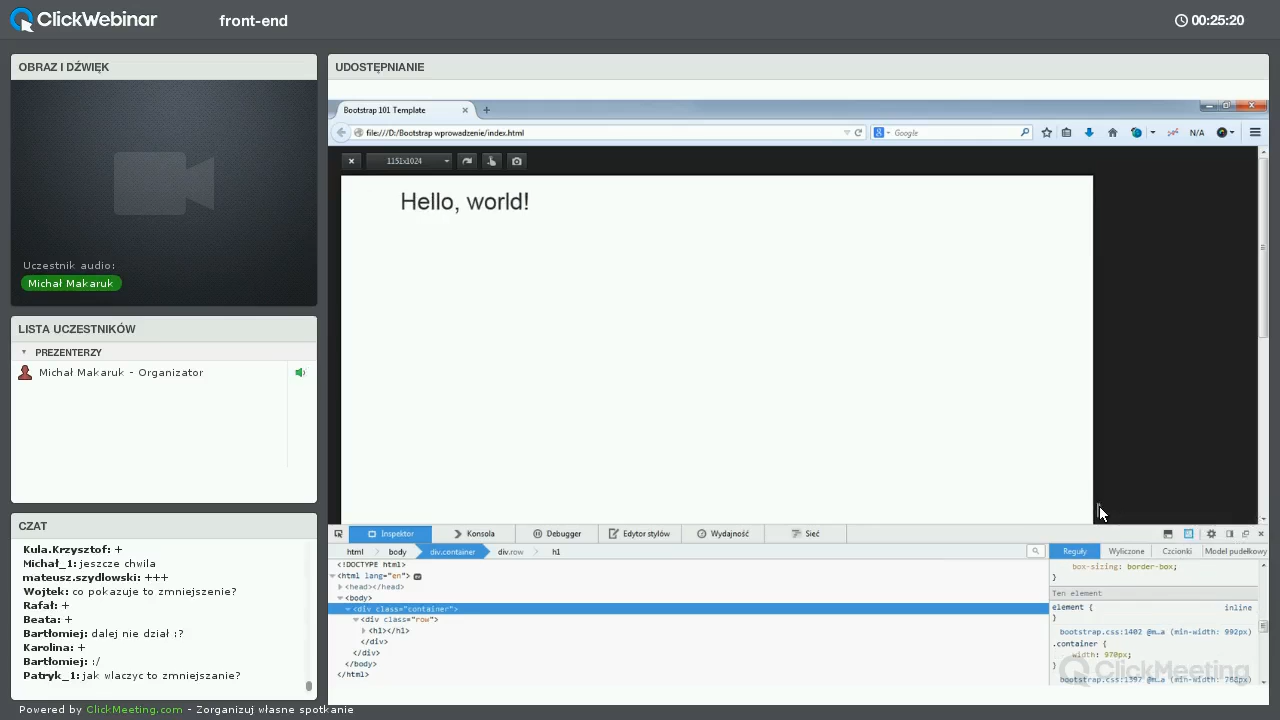 ClickWebinar
front-end
00:25:20
OBRAZ I DŹWIĘK
UDOSTĘPNIANIE
Bootstrap 101 Template
file:///D:/Bootstrap wprowadzenie/index.html
Google
N/A
1151x1024
Hello, world!
Uczestnik audio:
Michał Makaruk
LISTA UCZESTNIKÓW
PREZENTERZY
Michał Makaruk - Organizator
CZAT
Kula.Krzysztof: +
Michał_1: jeszcze chwila
mateusz.szydlowski: +++
Wojtek: co pokazuje to zmniejszenie?
Rafał: +
Beata: +
Bartłomiej: dalej nie dział :?
Karolina: +
Bartłomiej: :/
Patryk_1: jak wlaczyc to zmniejszanie?
Inspektor Konsola Debugger Edytor stylów Wydajność Sieć
html body div.container div.row h1
<!DOCTYPE html>
<html lang="en">
<head></head>
<body>
<div class="container">
<div class="row">
<h1></h1>
</div>
</div>
</body>
</html>
Reguły Wyliczone Czcionki Model pudełkowy
box-sizing: border-box;
}
Ten element
element { inline
}
bootstrap.css:1402 @m…a (min-width: 992px)
.container {
width: 970px;
}
bootstrap.css:1397 @m…a (min-width: 768px)
ClickMeeting
Powered by ClickMeeting.com - Zorganizuj własne spotkanie